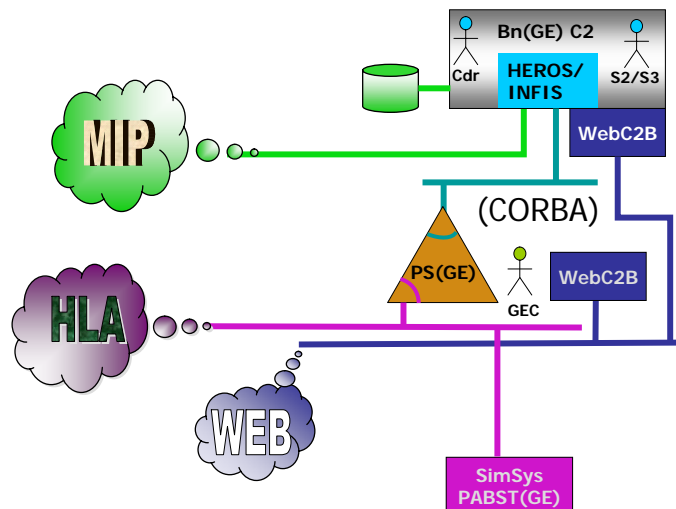 Bn(GE) C2
Cdr
HEROS/
INFIS
S2/S3
WebC2B
MIP
(CORBA)
PS(GE)
GEC
WebC2B
HLA
WEB
SimSys
PABST(GE)